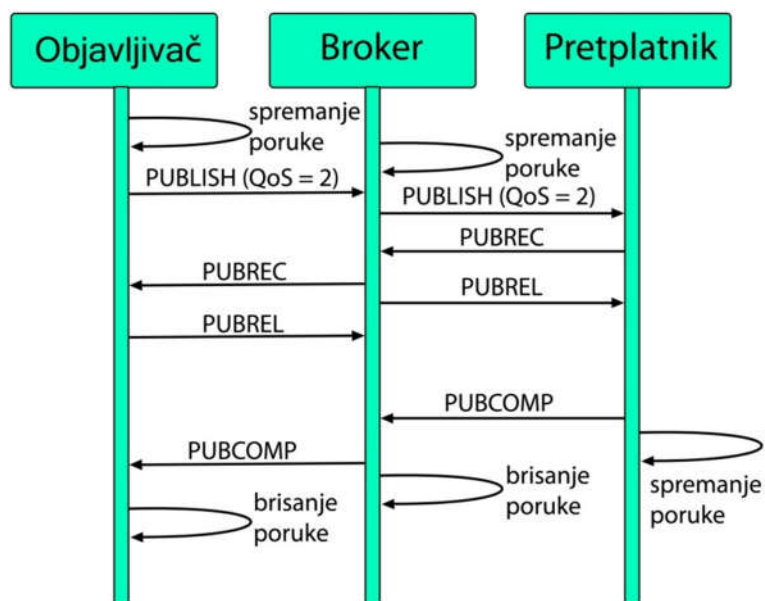 Objavljivač
Broker
Pretplatnik
spremanje
poruke
spremanje
poruke
PUBLISH (QoS = 2)
PUBLISH (QoS = 2)
PUBREC
PUBREC
PUBREL
PUBREL
PUBCOMP
PUBCOMP
brisanje
poruke
spremanje
poruke
brisanje
poruke